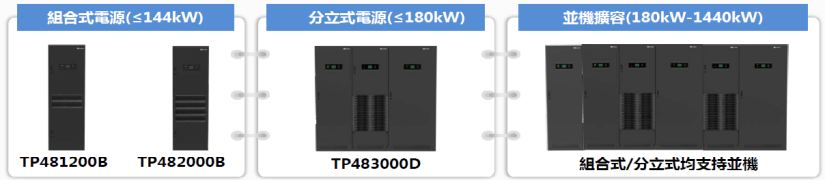 組合式電源(≤144kW)
TP481200B
TP482000B
分立式電源(≤180kW)
TP483000D
並機擴容(180kW-1440kW)
組合式/分立式均支持並機